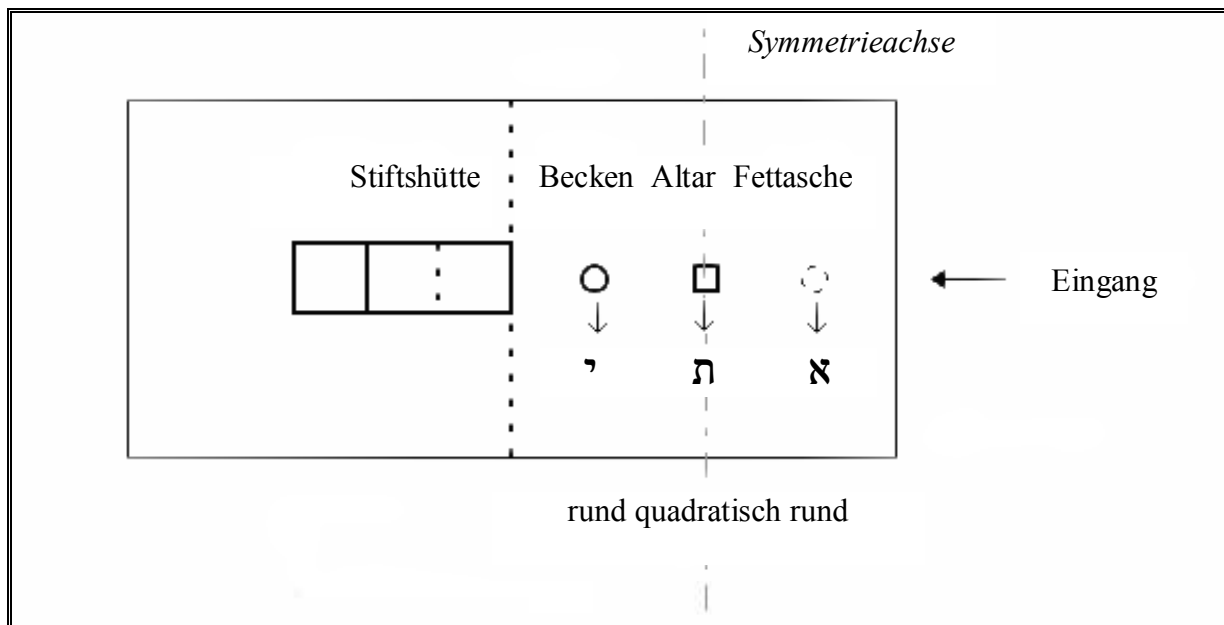 Symmetrieachse
Stiftshütte Becken Altar Fettasche
Eingang
י ת א
rund quadratisch rund